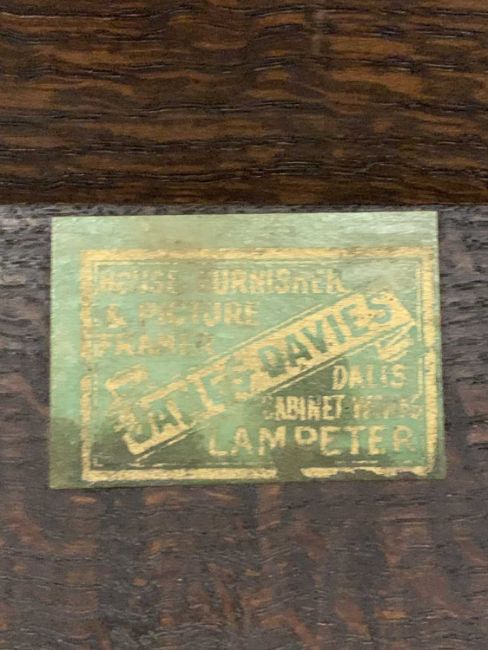 HOUSE FURNISHER
& PICTURE
FRAMER
DAVIES
DALIS
CABINET WORKS
LAMPETER